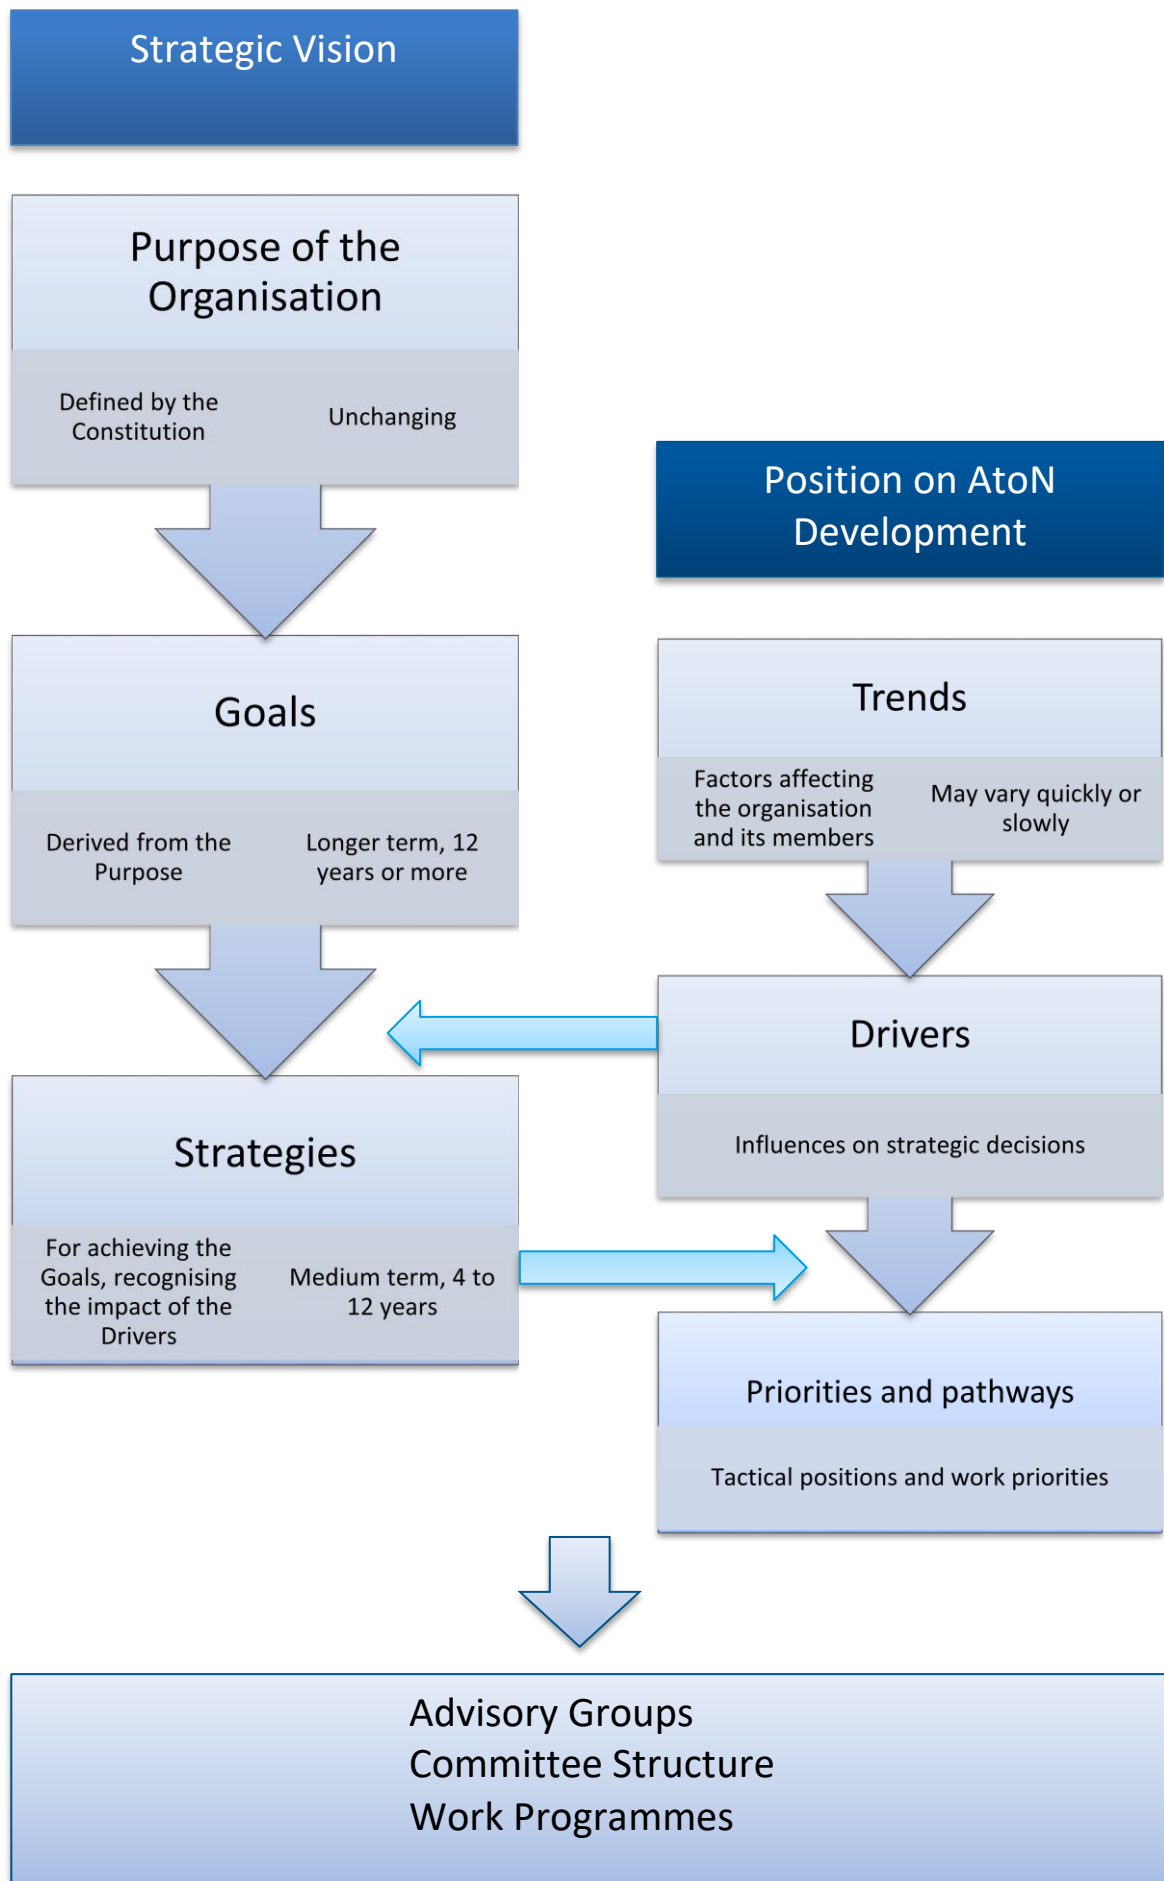 Strategic Vision
Purpose of the
Organisation
Defined by the
Constitution
Unchanging
Goals
Derived from the
Purpose
Longer term, 12
years or more
Strategies
For achieving the
Goals, recognising
the impact of the
Drivers
Medium term, 4 to
12 years
Position on AtoN
Development
Trends
Factors affecting
the organisation
and its members
May vary quickly or
slowly
Drivers
Influences on strategic decisions
Priorities and pathways
Tactical positions and work priorities
Advisory Groups
Committee Structure
Work Programmes